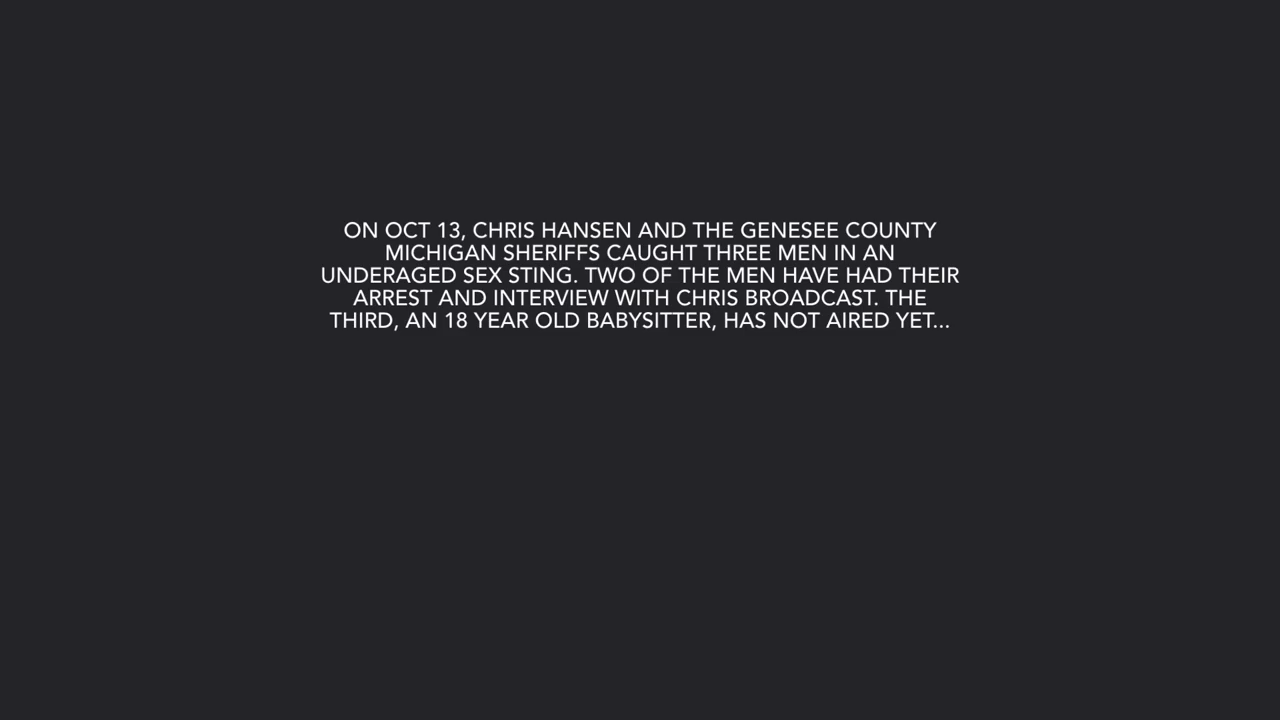 ON OCT 13, CHRIS HANSEN AND THE GENESEE COUNTY
MICHIGAN SHERIFFS CAUGHT THREE MEN IN AN
UNDERAGED SEX STING. TWO OF THE MEN HAVE HAD THEIR
ARREST AND INTERVIEW WITH CHRIS BROADCAST. THE
THIRD, AN 18 YEAR OLD BABYSITTER, HAS NOT AIRED YET...